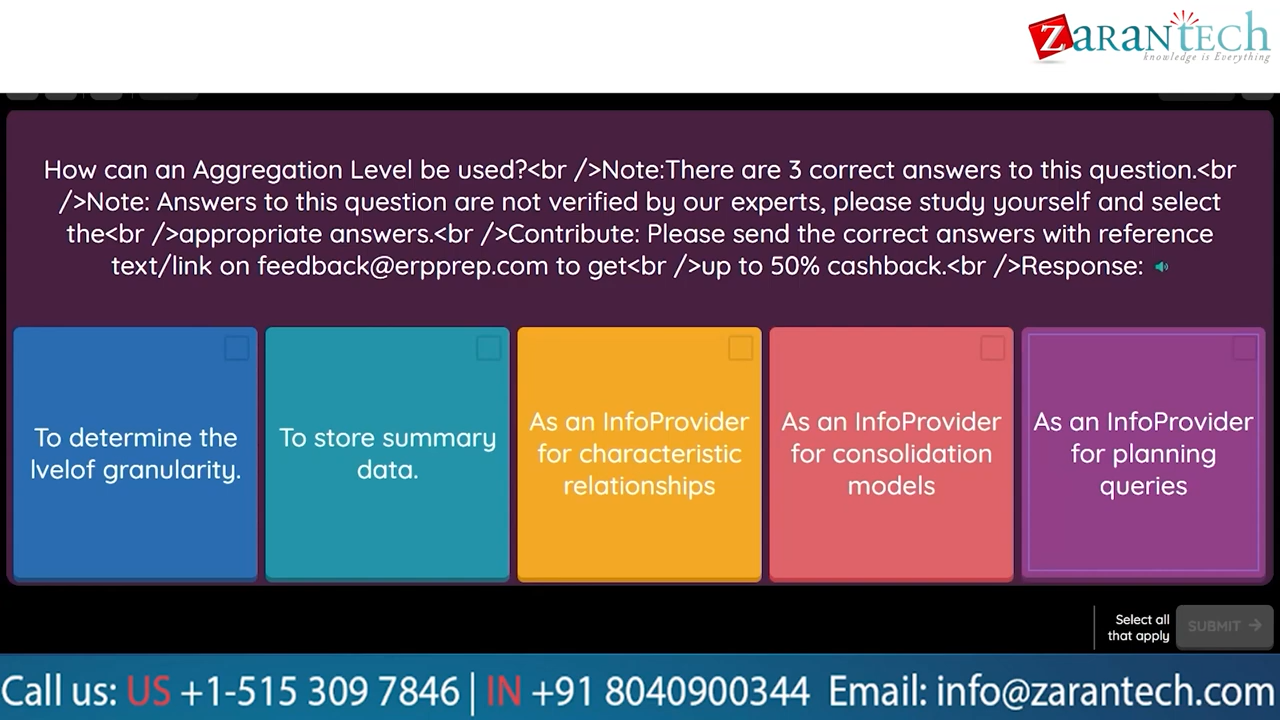 ZARANTECH
knowledge is Everything
How can an Aggregation Level be used?<br />Note:There are 3 correct answers to this question.<br
/>Note: Answers to this question are not verified by our experts, please study yourself and select
the<br />appropriate answers.<br />Contribute: Please send the correct answers with reference
text/link on feedback@erpprep.com to get<br />up to 50% cashback.<br />Response:
To determine the
lvelof granularity.
To store summary
data.
As an InfoProvider
for characteristic
relationships
As an InfoProvider
for consolidation
models
As an InfoProvider
for planning
queries
Select all
that apply
SUBMIT
Call us: US +1-515 309 7846 | IN +91 8040900344 Email: info@zarantech.com